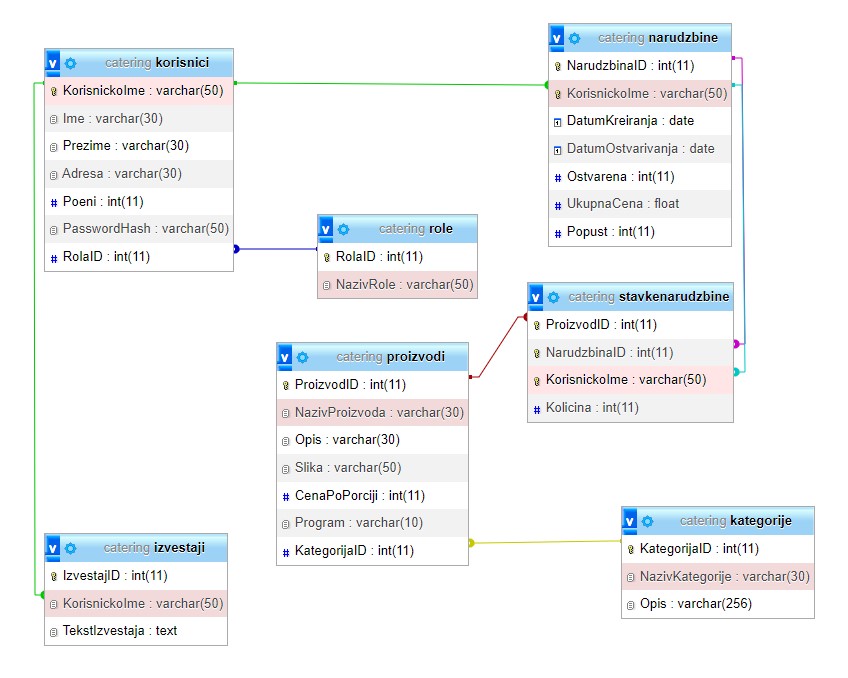 catering korisnici
KorisnickoIme : varchar(50)
Ime : varchar(30)
Prezime : varchar(30)
Adresa : varchar(30)
Poeni : int(11)
PasswordHash : varchar(50)
RolaID : int(11)
catering narudzbine
NarudzbinaID : int(11)
KorisnickoIme : varchar(50)
DatumKreiranja : date
DatumOstvarivanja : date
Ostvarena : int(11)
UkupnaCena : float
Popust : int(11)
catering role
RolaID : int(11)
NazivRole : varchar(50)
catering stavkenarudzbine
ProizvodID : int(11)
NarudzbinaID : int(11)
KorisnickoIme : varchar(50)
Kolicina : int(11)
catering proizvodi
ProizvodID : int(11)
NazivProizvoda : varchar(30)
Opis : varchar(30)
Slika : varchar(50)
CenaPoPorciji : int(11)
Program : varchar(10)
KategorijaID : int(11)
catering kategorije
KategorijaID : int(11)
NazivKategorije : varchar(30)
Opis : varchar(256)
catering izvestaji
IzvestajID : int(11)
KorisnickoIme : varchar(50)
TekstIzvestaja : text